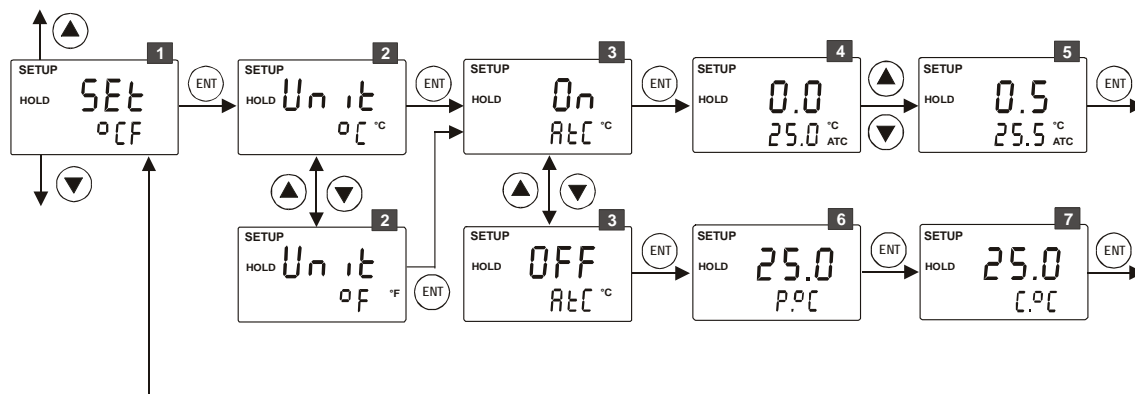 1
SETUP
HOLD
SEt
°CF
ENT
2
SETUP
HOLD
Unit
°C °C
ENT
3
SETUP
HOLD
On
AtC °C
ENT
4
SETUP
HOLD
0.0
25.0 °C ATC
5
SETUP
HOLD
0.5
25.5 °C ATC
ENT
2
SETUP
HOLD
Unit
°F °F
ENT
3
SETUP
HOLD
OFF
AtC °C
ENT
6
SETUP
HOLD
25.0
P.°C
ENT
7
SETUP
HOLD
25.0
C.°C
ENT